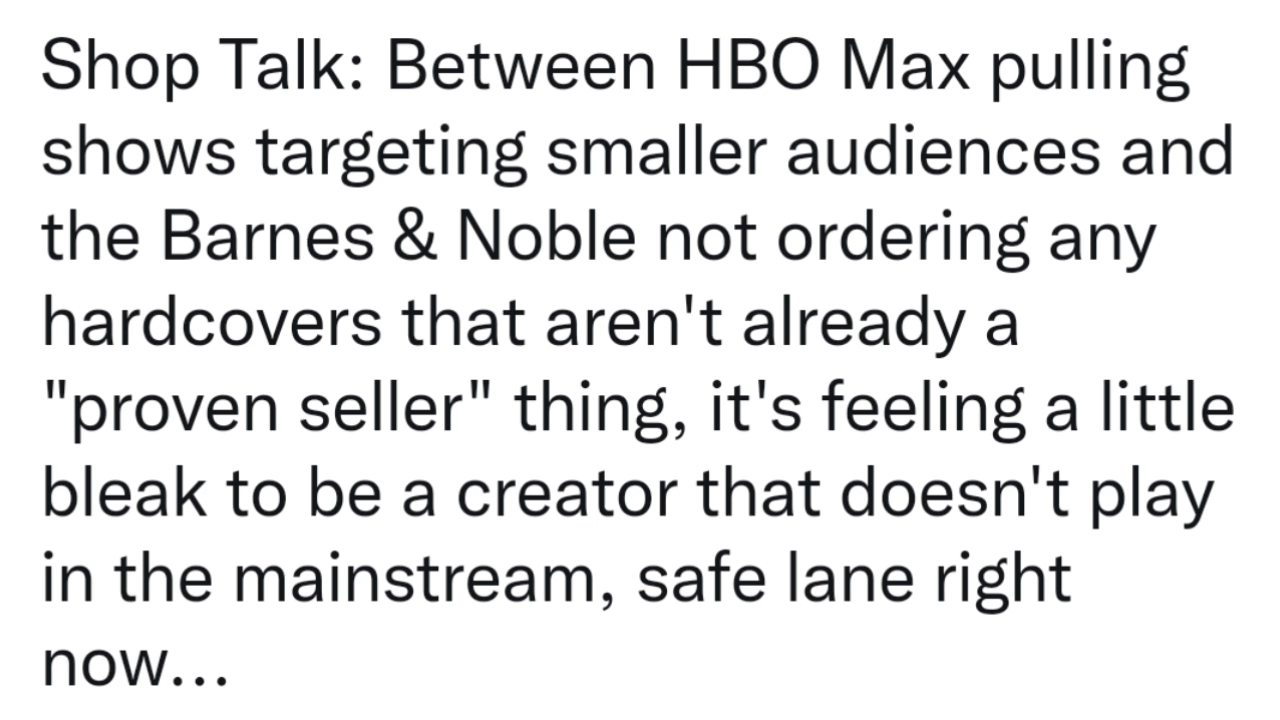 Shop Talk: Between HBO Max pulling
shows targeting smaller audiences and
the Barnes & Noble not ordering any
hardcovers that aren't already a
"proven seller" thing, it's feeling a little
bleak to be a creator that doesn't play
in the mainstream, safe lane right
now...